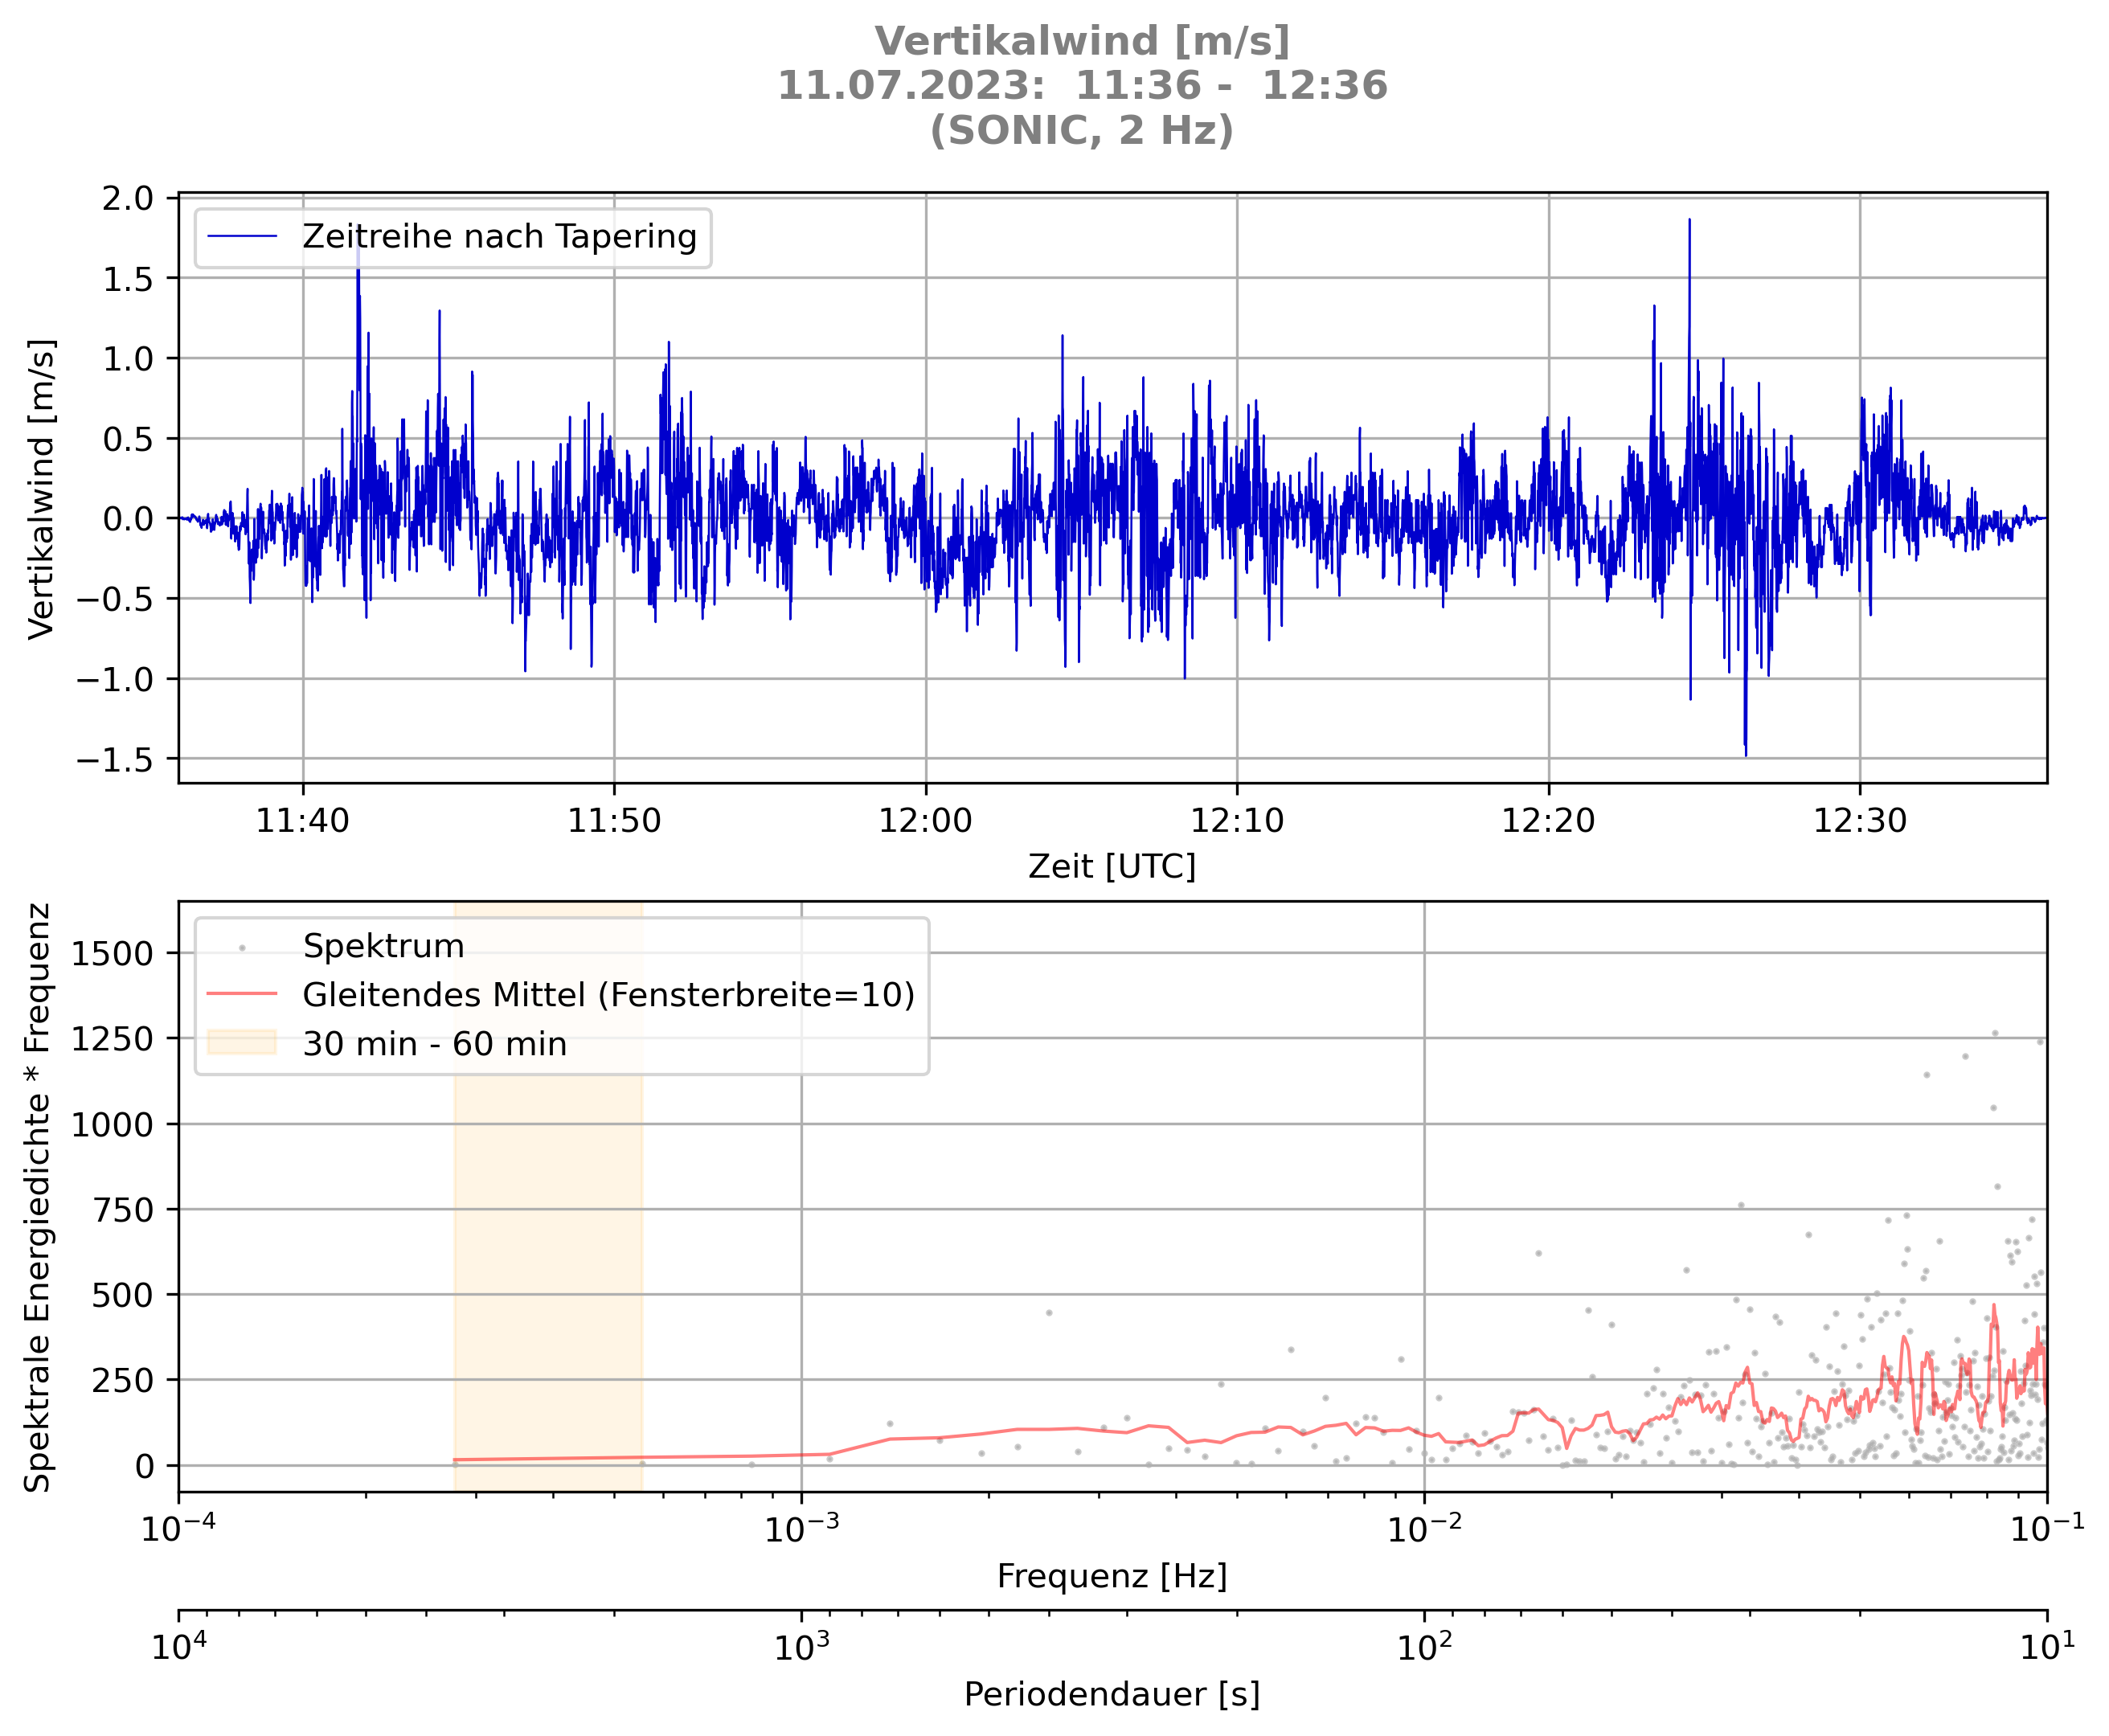 Vertikalwind [m/s]
11.07.2023:  11:36 -  12:36
(SONIC, 2 Hz)
Vertikalwind [m/s]
2.0
1.5
1.0
0.5
0.0
−0.5
−1.0
−1.5
Zeitreihe nach Tapering
11:40 11:50 12:00 12:10 12:20 12:30
Zeit [UTC]
Spektrale Energiedichte * Frequenz
1500
1250
1000
750
500
250
0
Spektrum
Gleitendes Mittel (Fensterbreite=10)
30 min - 60 min
10⁻⁴ 10⁻³ 10⁻² 10⁻¹
Frequenz [Hz]
10⁴ 10³ 10² 10¹
Periodendauer [s]